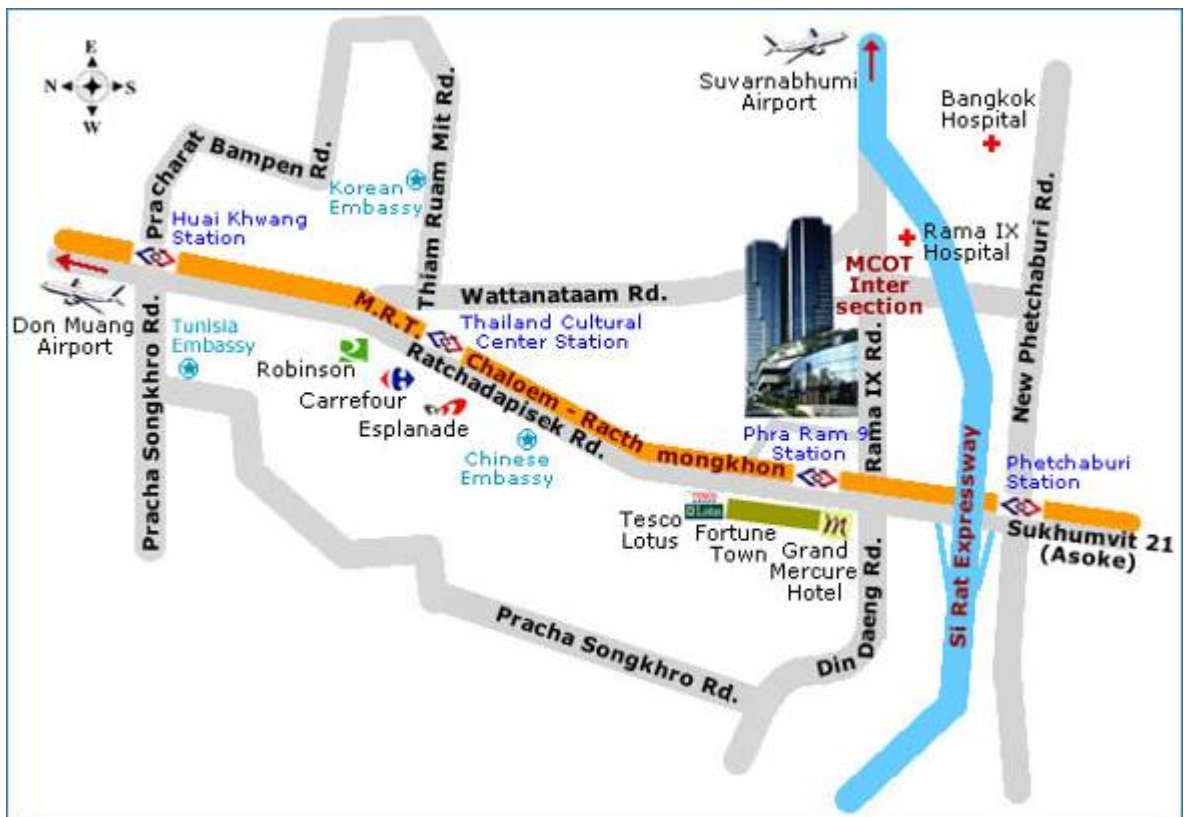 E
N
S
W
Suvarnabhumi
Airport
Bangkok
Hospital
Pracharat
Bampen Rd.
Thiam Ruam Mit Rd.
Korean
Embassy
Huai Khwang
Station
Rama IX
Hospital
MCOT
Inter
section
New Phetchaburi Rd.
Wattanataam Rd.
Don Muang
Airport
Tunisia
Embassy
M.R.T. Chaloem - Racth mongkhon
Thailand Cultural
Center Station
Ratchadapisek Rd.
Robinson
Carrefour
Esplanade
Chinese
Embassy
Pracha Songkhro Rd.
Rama IX Rd.
Phra Ram 9
Station
Phetchaburi
Station
Sukhumvit 21
(Asoke)
Si Rat Expressway
Tesco
Lotus
Fortune
Town
m
Grand
Mercure
Hotel
Din Daeng Rd.
Pracha Songkhro Rd.